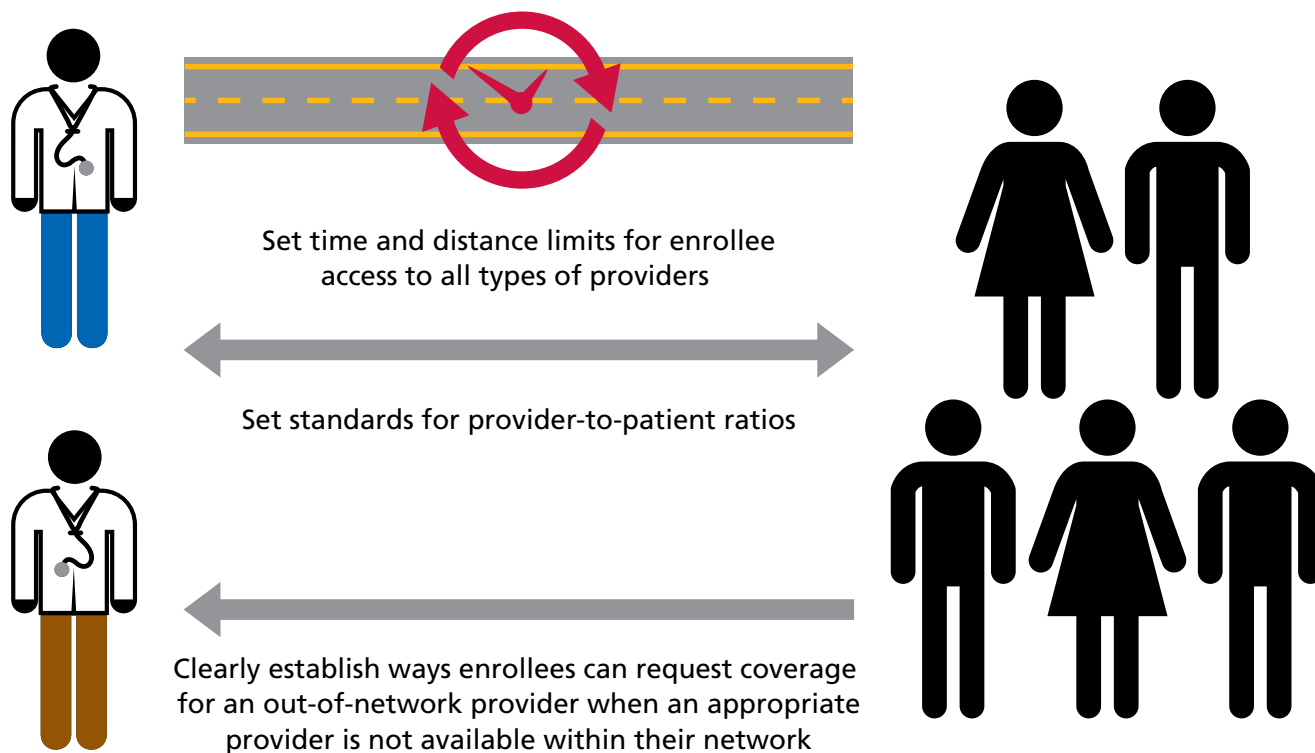 Set time and distance limits for enrollee
access to all types of providers
Set standards for provider-to-patient ratios
Clearly establish ways enrollees can request coverage
for an out-of-network provider when an appropriate
provider is not available within their network